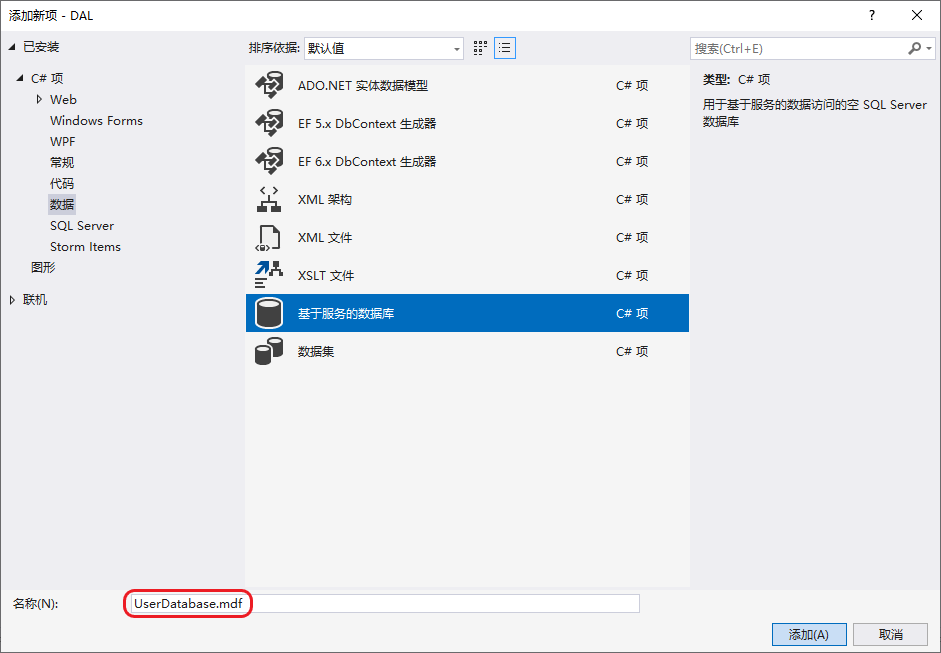 添加新项 - DAL
?
已安装
C# 项
Web
Windows Forms
WPF
常规
代码
数据
SQL Server
Storm Items
图形
联机
排序依据: 默认值
ADO.NET 实体数据模型 C# 项
EF 5.x DbContext 生成器 C# 项
EF 6.x DbContext 生成器 C# 项
XML 架构 C# 项
XML 文件 C# 项
XSLT 文件 C# 项
基于服务的数据库 C# 项
数据集 C# 项
搜索(Ctrl+E)
类型: C# 项
用于基于服务的数据访问的空 SQL Server
数据库
名称(N): UserDatabase.mdf
添加(A) 取消